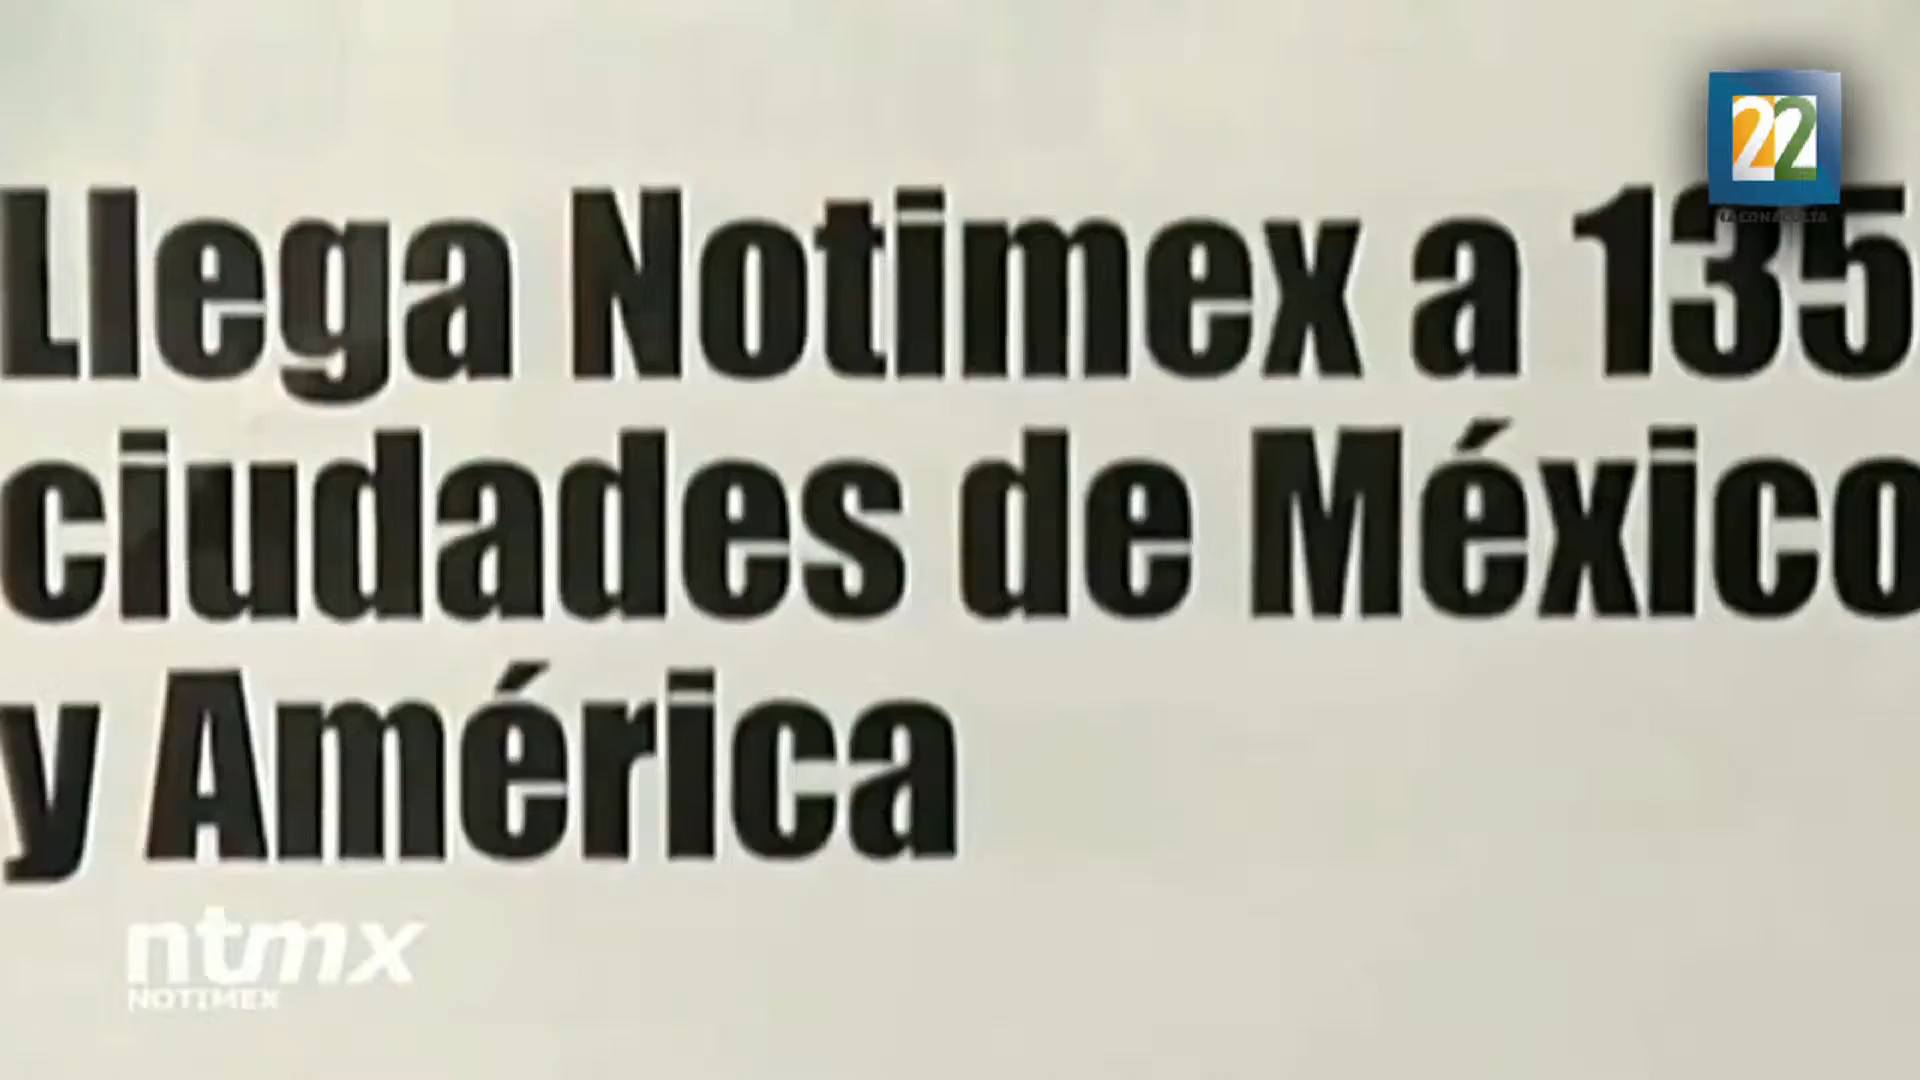 22
Llega Notimex a 135
ciudades de México
y América
ntmx
NOTIMEX